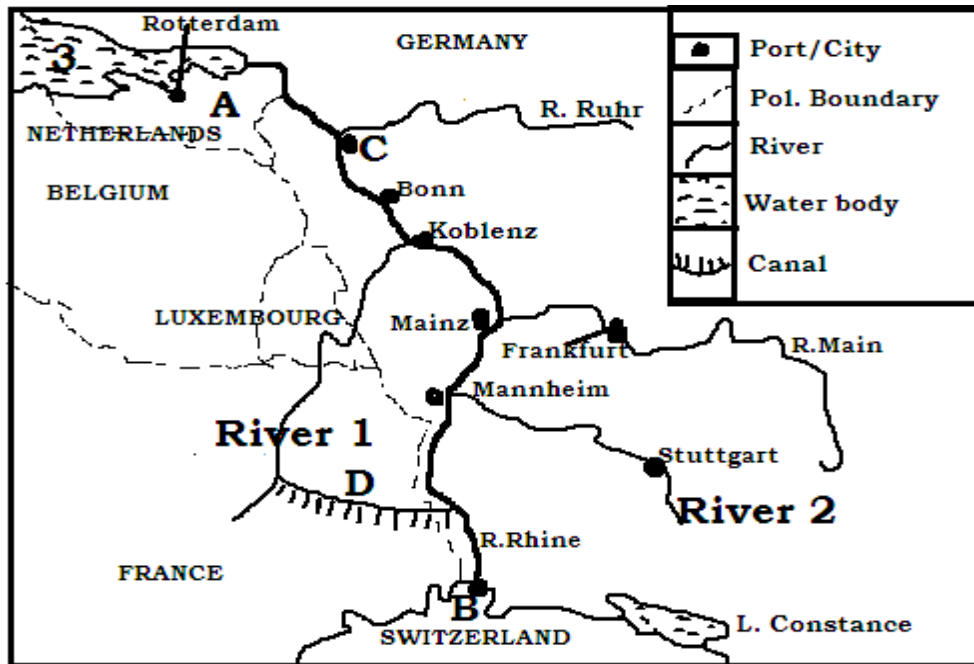 Rotterdam
GERMANY
Port/City
3
Pol. Boundary
A
R. Ruhr
NETHERLANDS
C
River
BELGIUM
Bonn
Water body
Koblenz
Canal
LUXEMBOURG
Mainz
Frankfurt
R.Main
Mannheim
River 1
Stuttgart
D
River 2
R.Rhine
FRANCE
B
L. Constance
SWITZERLAND